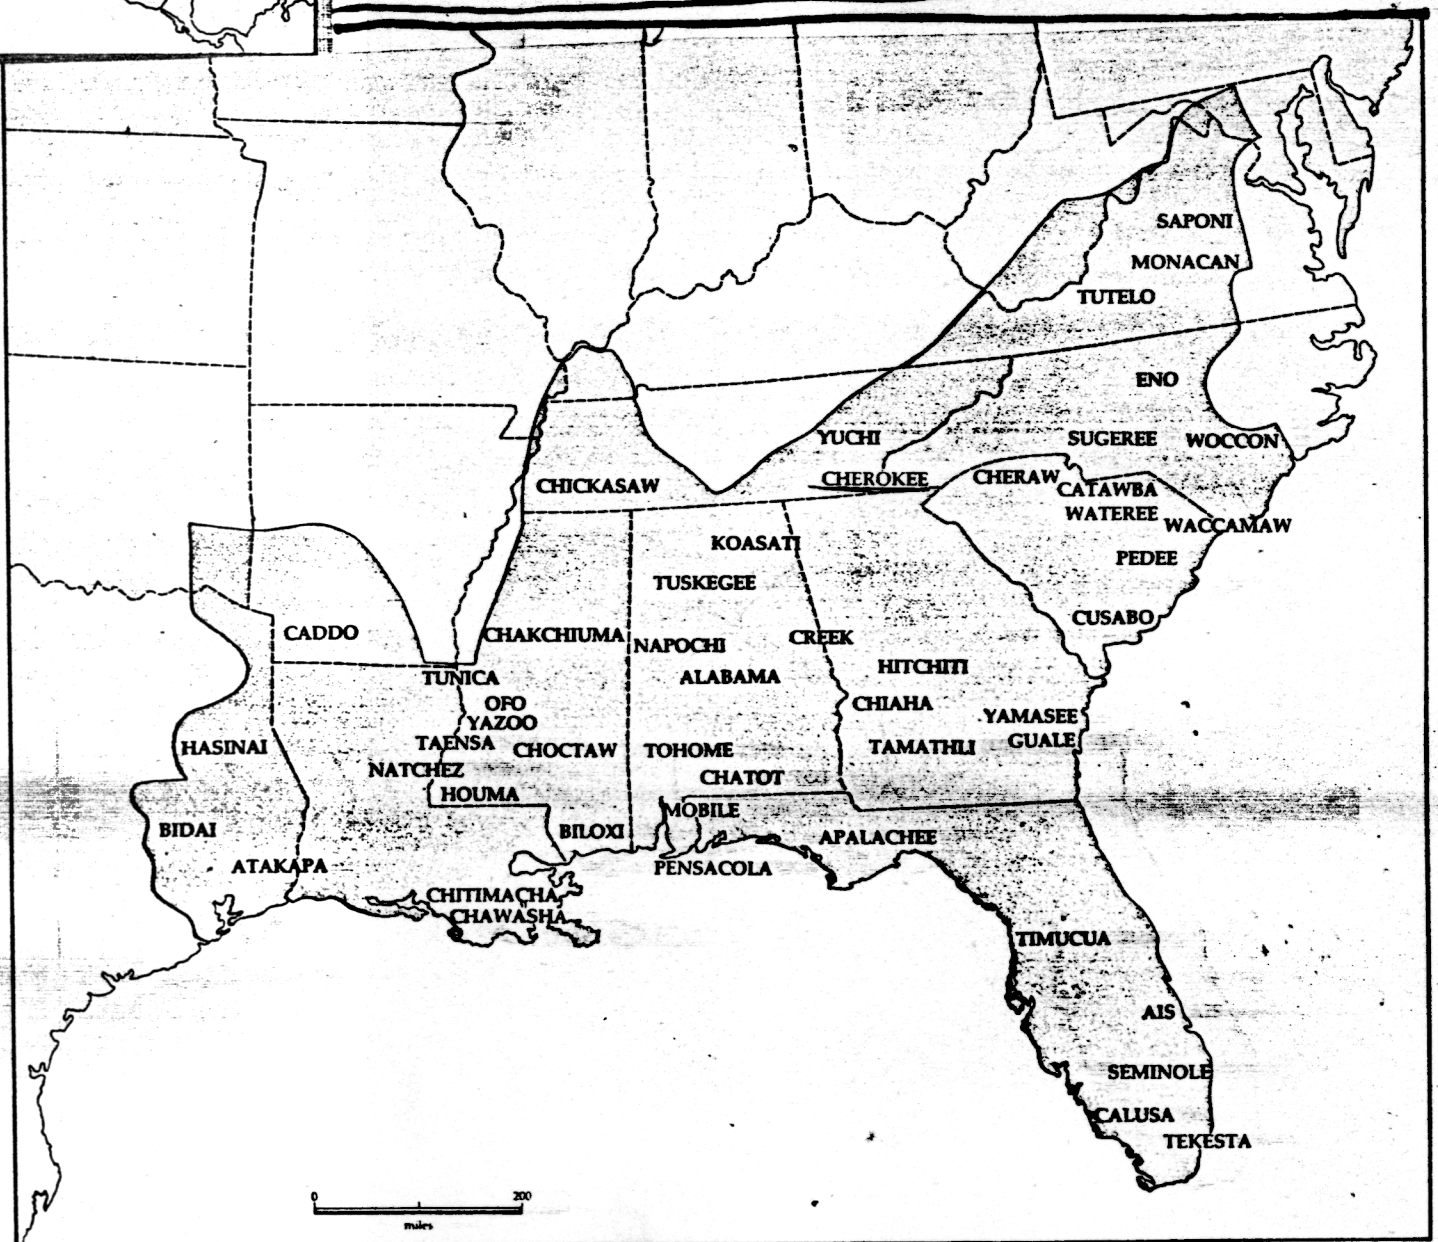 SAPONI
MONACAN
TUTELO
ENO
YUCHI
SUGEREE
WOCCON
CHEROKEE
CHERAW
CHICKASAW
CATAWBA
WATEREE
WACCAMAW
KOASATI
PEDEE
TUSKEGEE
CUSABO
CADDO
CHAKCHIUMA
NAPOCHI
CREEK
HITCHITI
TUNICA
ALABAMA
OFO
CHIAHA
YAZOO
YAMASEE
TAENSA
GUALE
HASINAI
CHOCTAW
TOHOME
TAMATHLI
NATCHEZ
CHATOT
HOUMA
MOBILE
BIDAI
BILOXI
APALACHEE
ATAKAPA
PENSACOLA
CHITIMACHA
CHAWASHA
TIMUCUA
AIS
SEMINOLE
CALUSA
TEKESTA
0 200
miles